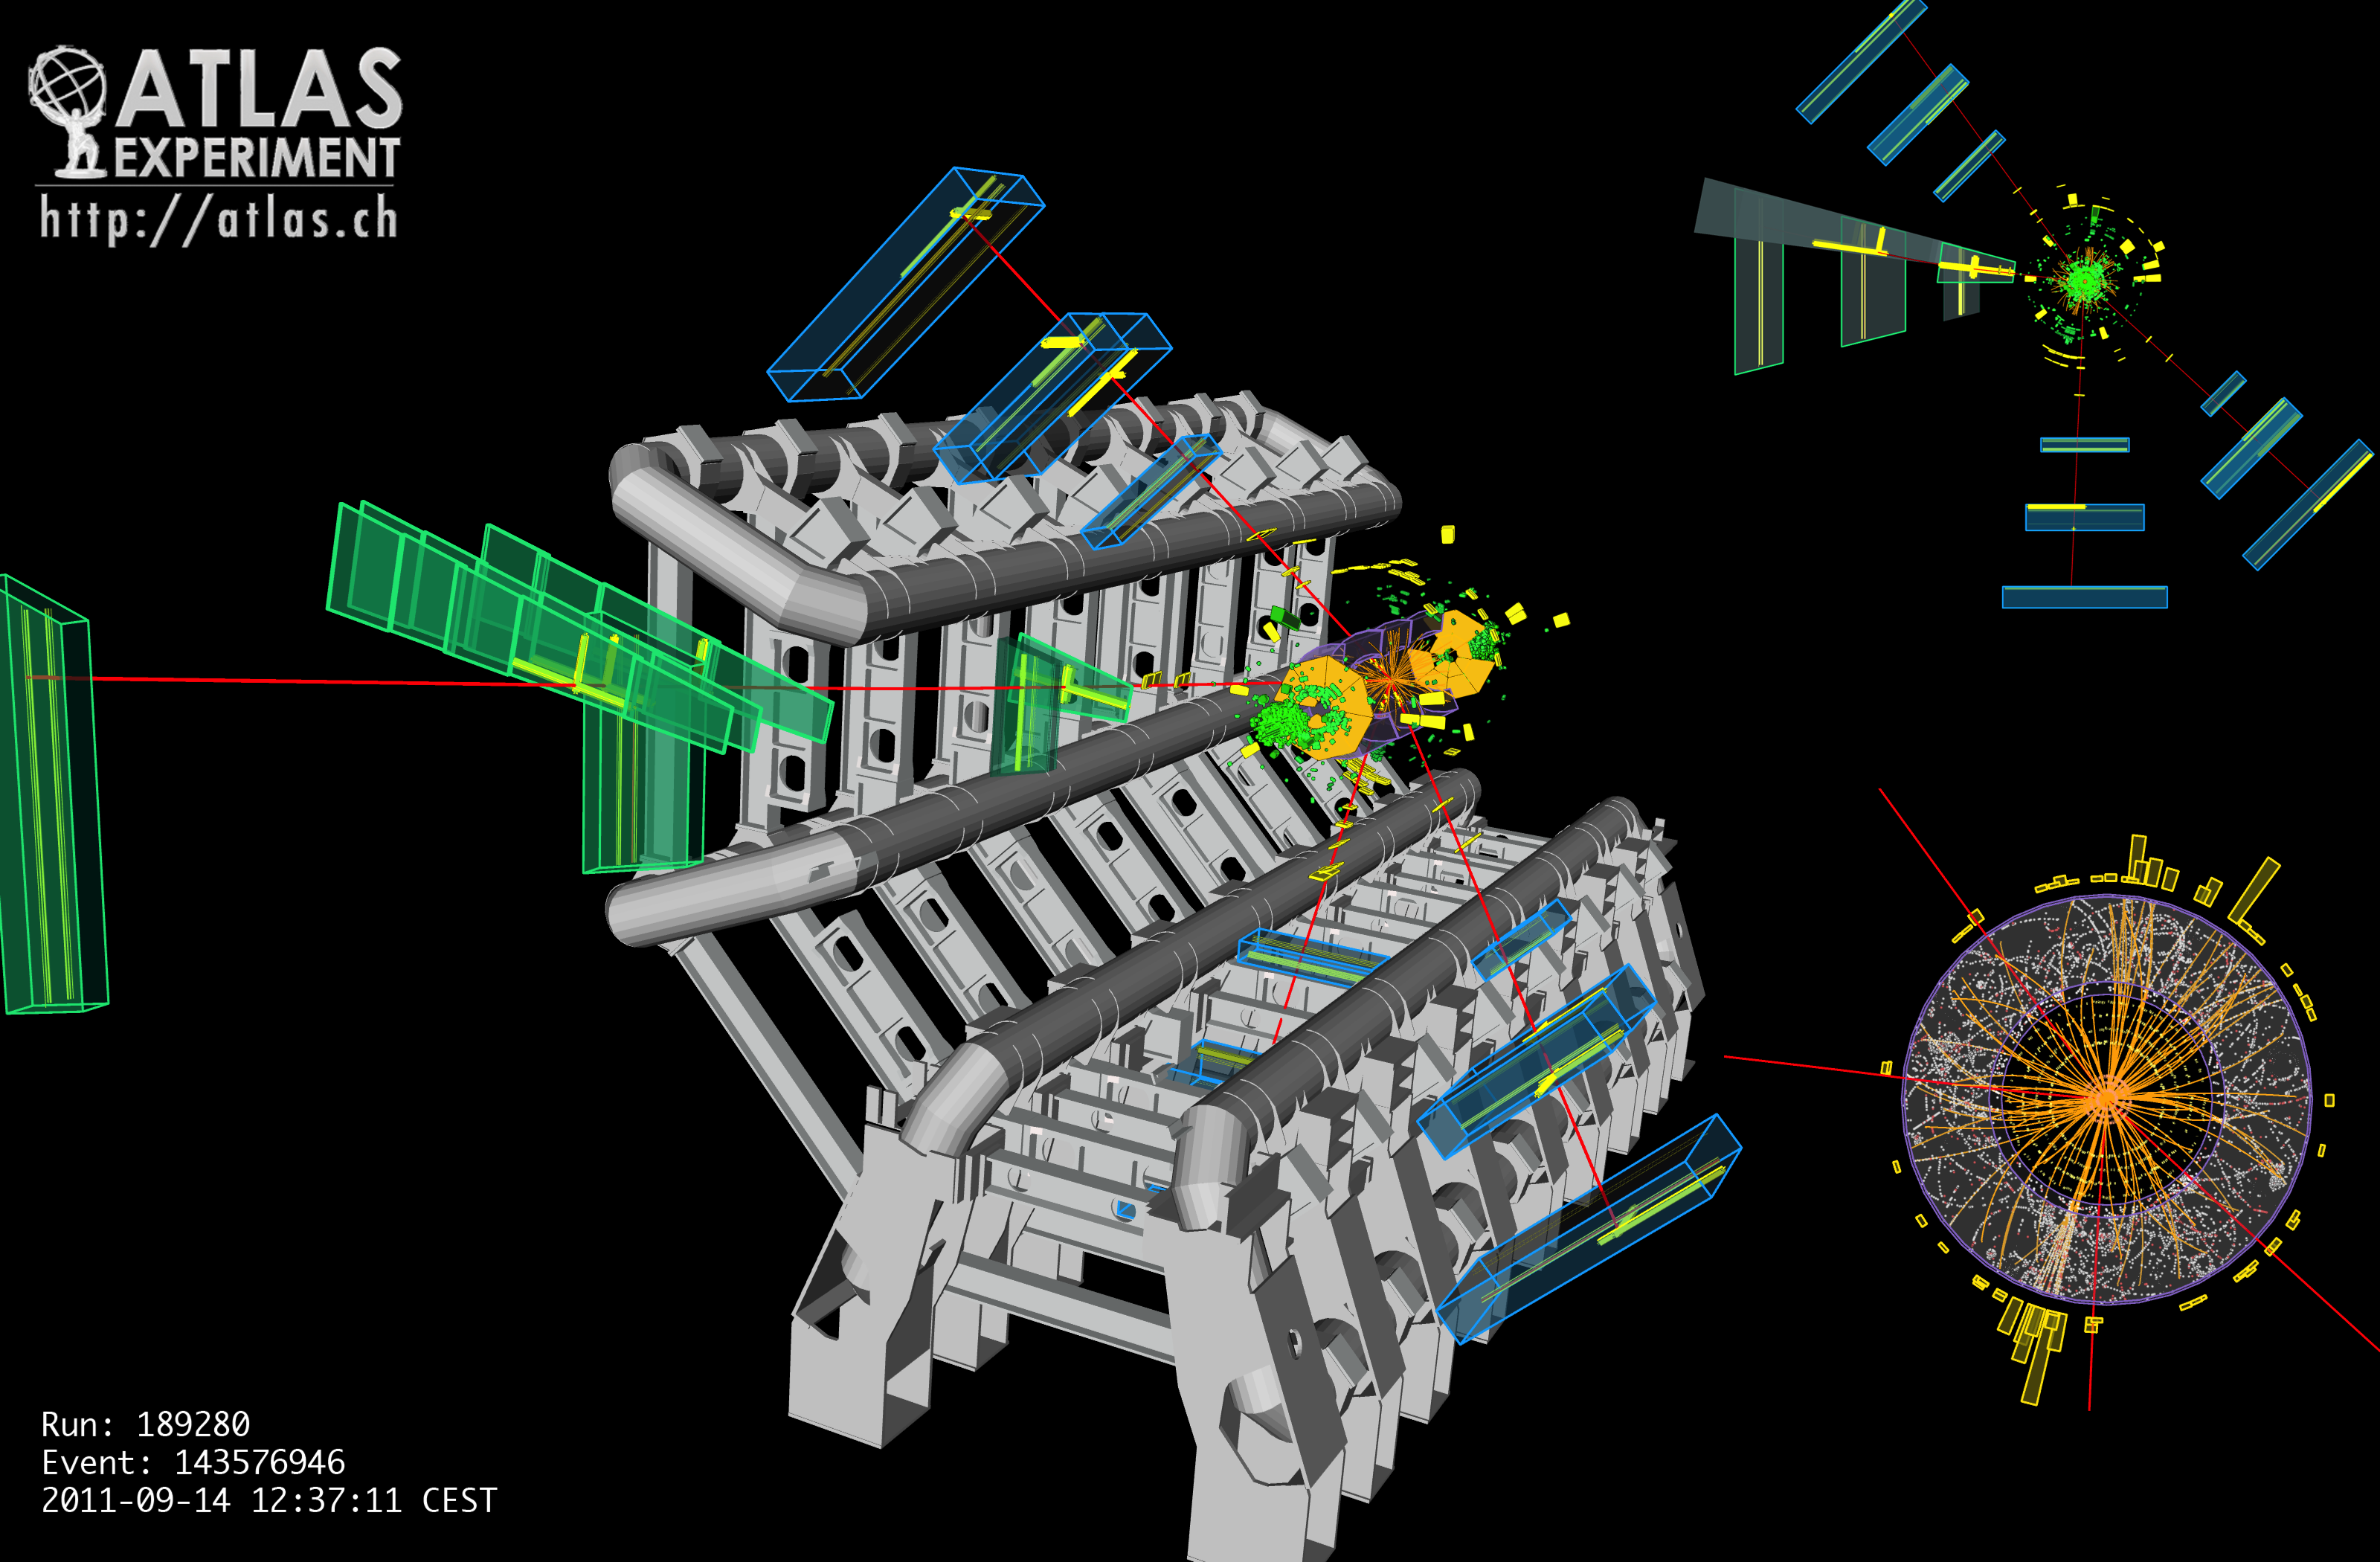 ATLAS
EXPERIMENT
http://atlas.ch
Run: 189280
Event: 143576946
2011-09-14 12:37:11 CEST